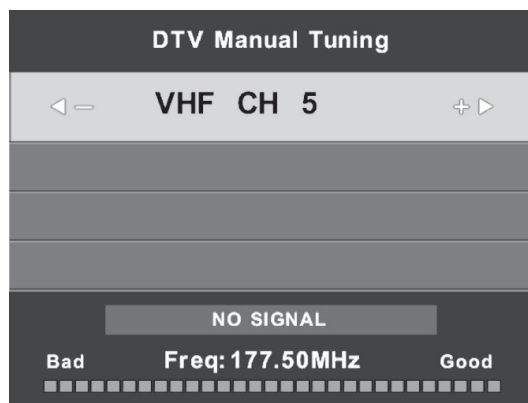 DTV Manual Tuning
VHF CH 5
NO SIGNAL
Bad Freq:177.50MHz Good